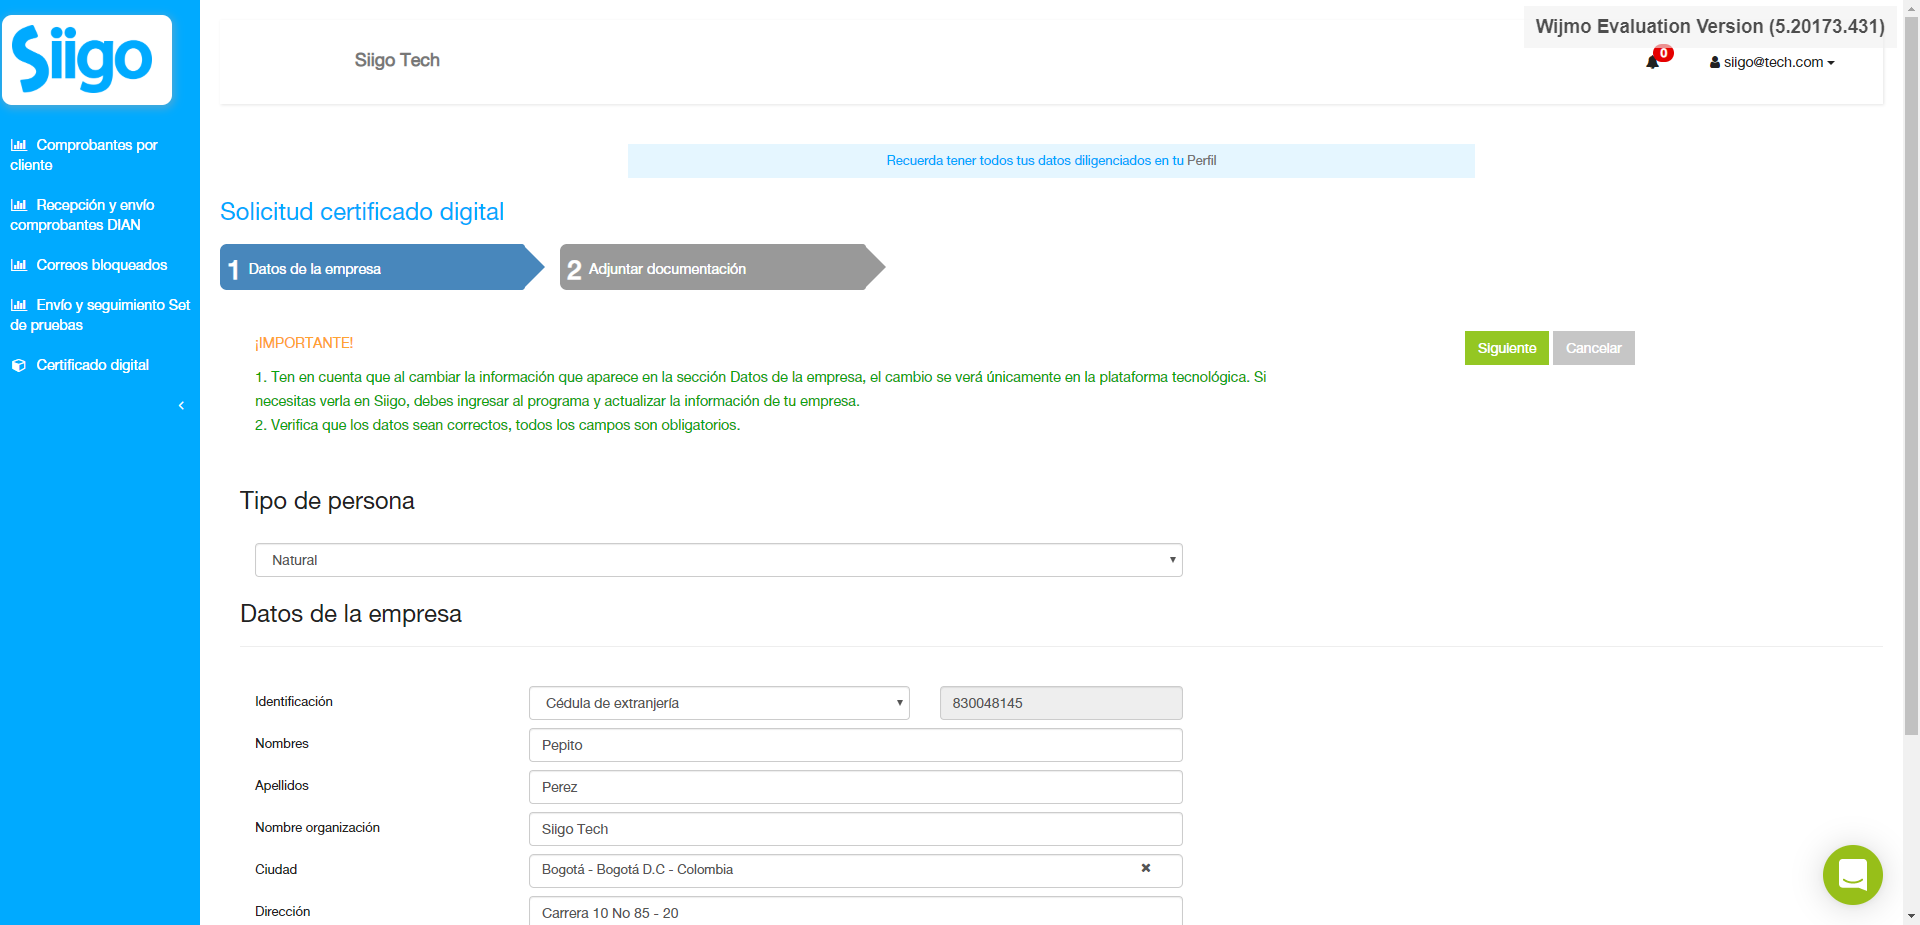 Siigo
Comprobantes por
cliente
Recepción y envío
comprobantes DIAN
Correos bloqueados
Envío y seguimiento Set
de pruebas
Certificado digital
Wijmo Evaluation Version (5.20173.431)
Siigo Tech
0
siigo@tech.com
Recuerda tener todos tus datos diligenciados en tu Perfil
Solicitud certificado digital
1 Datos de la empresa
2 Adjuntar documentación
¡IMPORTANTE!
Siguiente
Cancelar
1. Ten en cuenta que al cambiar la información que aparece en la sección Datos de la empresa, el cambio se verá únicamente en la plataforma tecnológica. Si
necesitas verla en Siigo, debes ingresar al programa y actualizar la información de tu empresa.
2. Verifica que los datos sean correctos, todos los campos son obligatorios.
Tipo de persona
Natural
Datos de la empresa
Identificación Cédula de extranjería 830048145
Nombres Pepito
Apellidos Perez
Nombre organización Siigo Tech
Ciudad Bogotá - Bogotá D.C - Colombia
Dirección Carrera 10 No 85 - 20